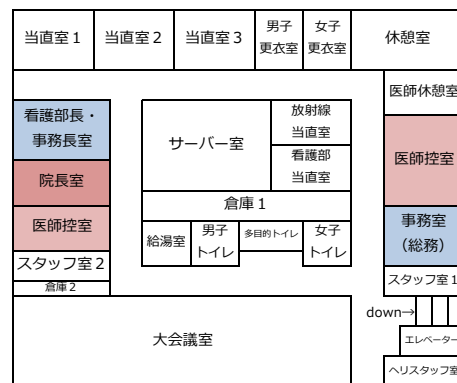 当直室１
当直室２
当直室３
男子
更衣室
女子
更衣室
休憩室
医師休憩室
看護部長・
事務長室
サーバー室
放射線
当直室
看護部
当直室
医師控室
院長室
倉庫１
医師控室
給湯室
男子
トイレ
多目的トイレ
女子
トイレ
事務室
（総務）
スタッフ室２
倉庫２
スタッフ室１
down→
大会議室
エレベーター
ヘリスタッフ室